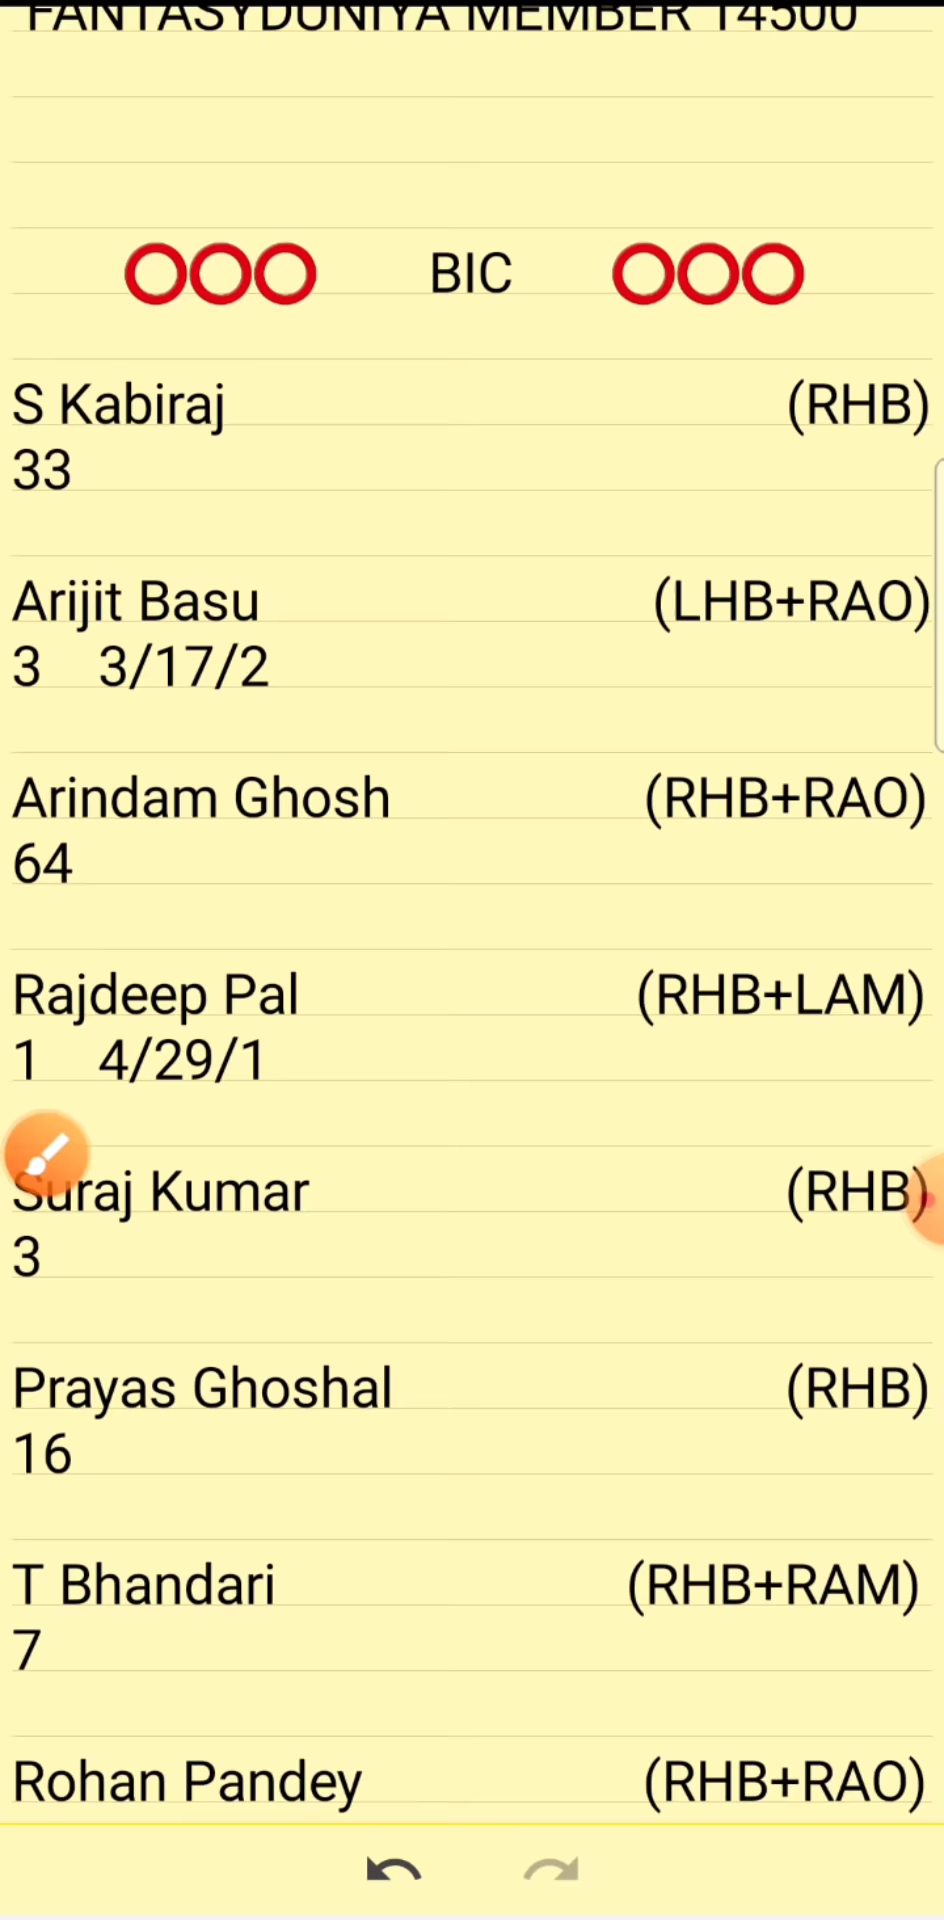 FANTASYDUNIYA MEMBER 14500
⭕⭕⭕ BIC ⭕⭕⭕
S Kabiraj (RHB)
33
Arijit Basu (LHB+RAO)
3 3/17/2
Arindam Ghosh (RHB+RAO)
64
Rajdeep Pal (RHB+LAM)
1 4/29/1
Suraj Kumar (RHB)
3
Prayas Ghoshal (RHB)
16
T Bhandari (RHB+RAM)
7
Rohan Pandey (RHB+RAO)